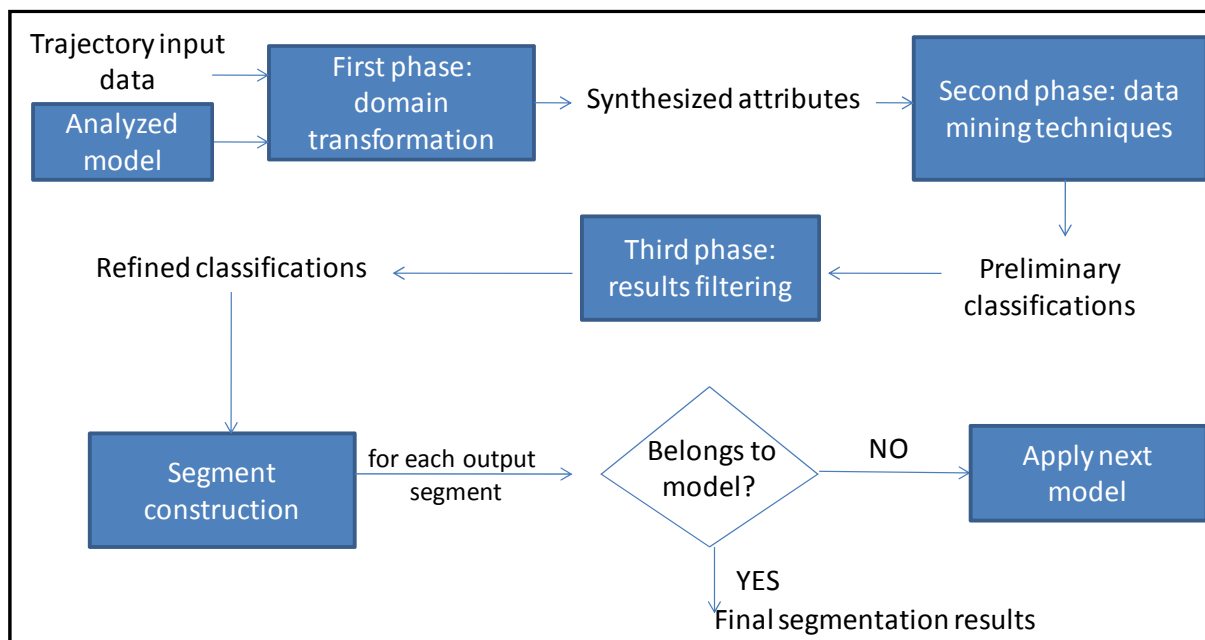 Trajectory input
data
Analyzed
model
First phase:
domain
transformation
Synthesized attributes
Second phase: data
mining techniques
Preliminary
classifications
Third phase:
results filtering
Refined classifications
Segment
construction
for each output
segment
Belongs to
model?
NO
Apply next
model
YES
Final segmentation results